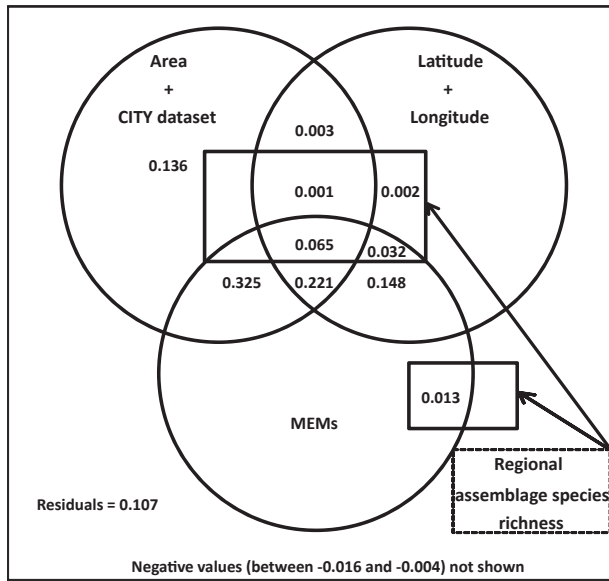 Area
+
CITY dataset
Latitude
+
Longitude
0.003
0.136
0.001
0.002
0.065
0.032
0.325
0.221
0.148
0.013
MEMs
Regional
assemblage species
richness
Residuals = 0.107
Negative values (between -0.016 and -0.004) not shown